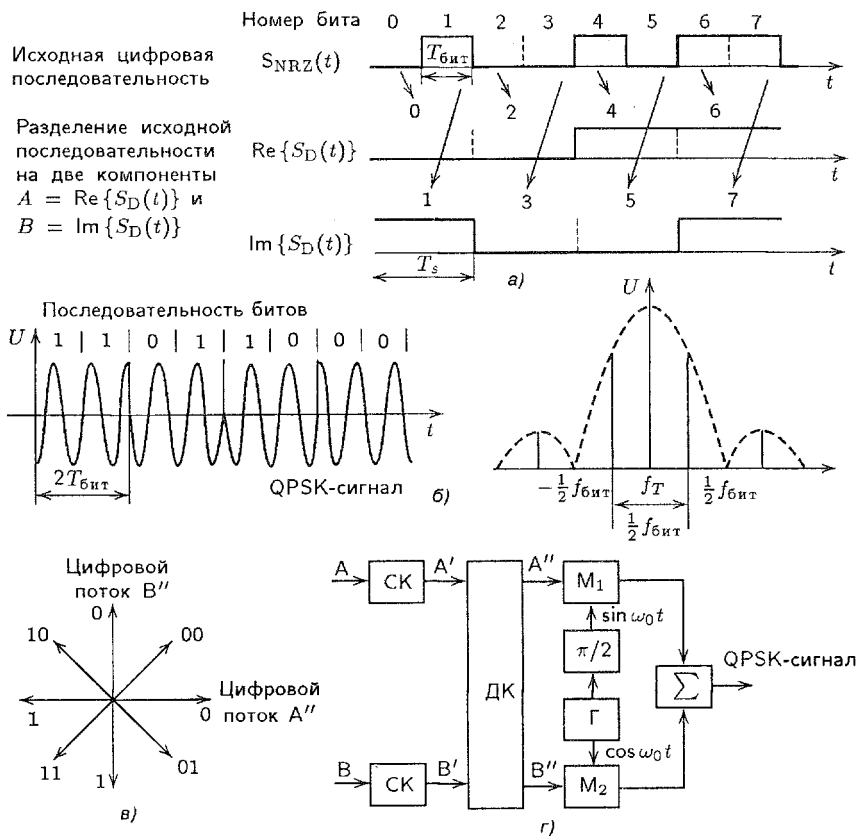 Номер бита 0 1 2 3 4 5 6 7
Исходная цифровая последовательность
S_NRZ(t)
T_бит
t
0 2 4 6
Разделение исходной
последовательности
на две компоненты
A = Re{S_D(t)} и
B = Im{S_D(t)}
Re{S_D(t)}
t
1 3 5 7
Im{S_D(t)}
T_s
t
а)
Последовательность битов
U 1 | 1 | 0 | 1 | 1 | 0 | 0 | 0 |
t
2T_бит
QPSK-сигнал
б)
U
-½ f_бит f_T ½ f_бит
½ f_бит
Цифровой
поток B″
0
10 00
Цифровой
поток A″
1 0
11 1 01
в)
A СК A′ ДК A″ M₁
sin ω₀t
π/2
Σ QPSK-сигнал
Г
cos ω₀t
B СК B′ B″ M₂
г)